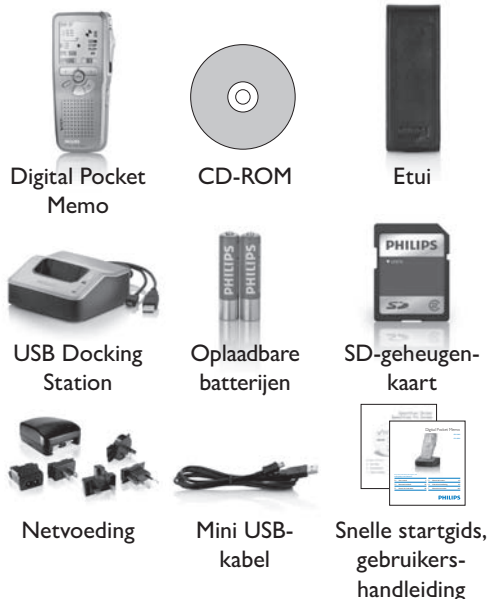 Digital Pocket
Memo
CD-ROM
Etui
PHILIPS
PHILIPS
PHILIPS
SD
USB Docking
Station
Oplaadbare
batterijen
SD-geheugen-
kaart
Digital Pocket Memo
PHILIPS
Netvoeding
Mini USB-
kabel
Snelle startgids,
gebruikers-
handleiding